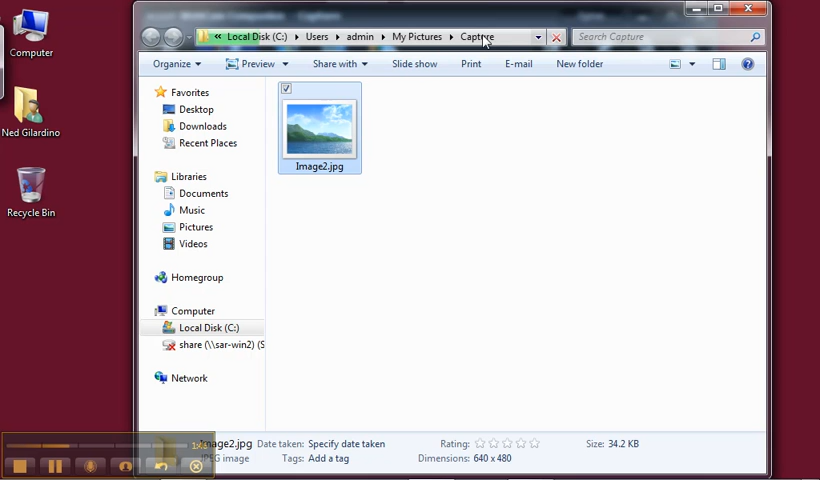 Computer
Ned Gilardino
Recycle Bin
« Local Disk (C:) Users admin My Pictures Capture
Search Capture
Organize Preview Share with Slide show Print E-mail New folder
Favorites
Desktop
Downloads
Recent Places
Libraries
Documents
Music
Pictures
Videos
Homegroup
Computer
Local Disk (C:)
share (\\sar-win2) (S
Network
Image2.jpg
Image2.jpg Date taken: Specify date taken Rating: Size: 34.2 KB
JPEG image Tags: Add a tag Dimensions: 640 x 480